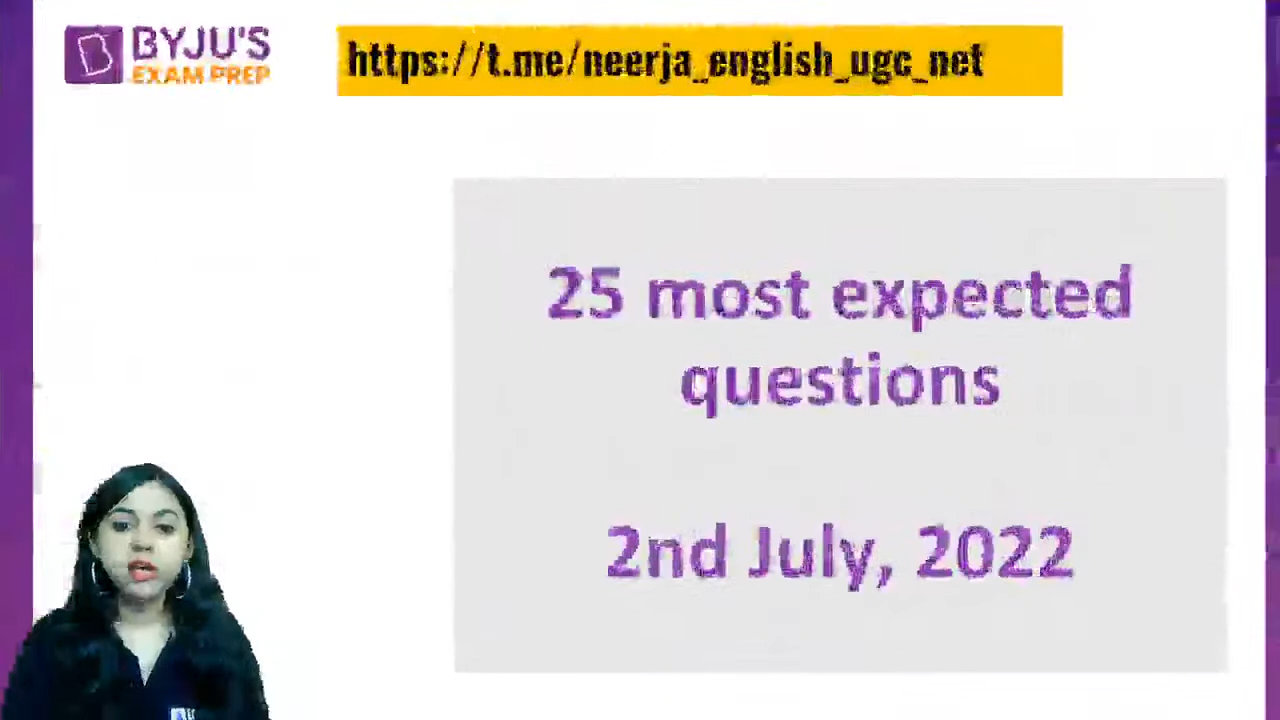 BYJU'S
EXAM PREP
https://t.me/neerja_english_ugc_net
25 most expected
questions
2nd July, 2022